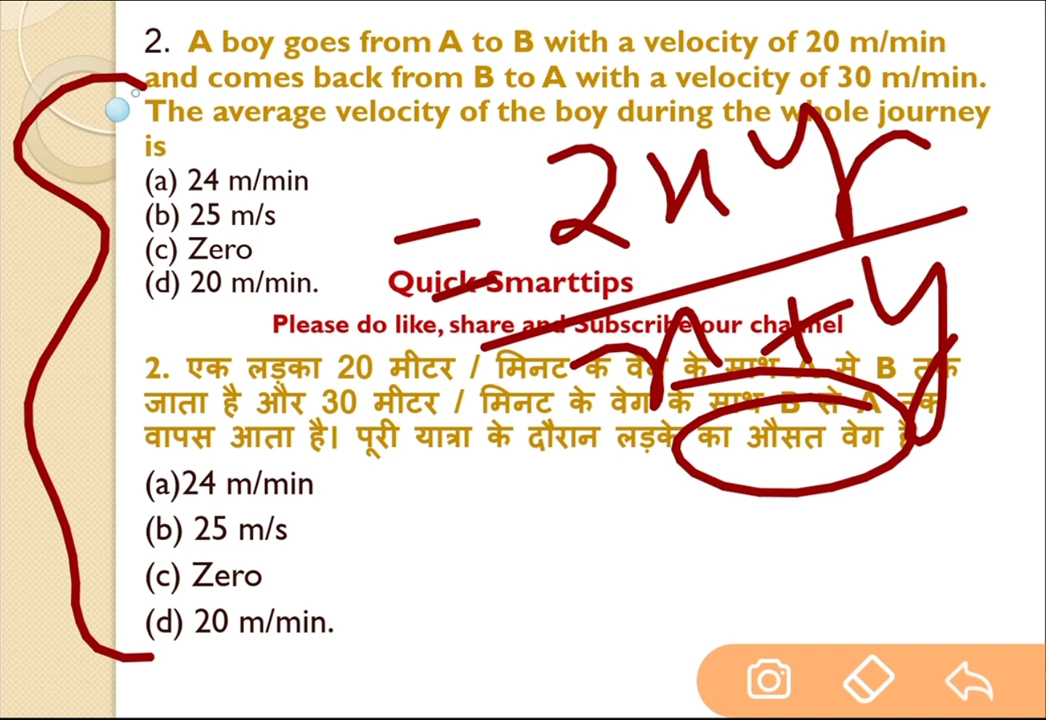 2. A boy goes from A to B with a velocity of 20 m/min
and comes back from B to A with a velocity of 30 m/min.
The average velocity of the boy during the whole journey
is
(a) 24 m/min
(b) 25 m/s
(c) Zero
(d) 20 m/min.
= 2xy
x + y
Quick Smarttips
Please do like, share and Subscribe our channel
2. एक लड़का 20 मीटर / मिनट के वेग के साथ A से B तक
जाता है और 30 मीटर / मिनट के वेग के साथ B से A तक
वापस आता है। पूरी यात्रा के दौरान लड़के का औसत वेग है
(a)24 m/min
(b) 25 m/s
(c) Zero
(d) 20 m/min.